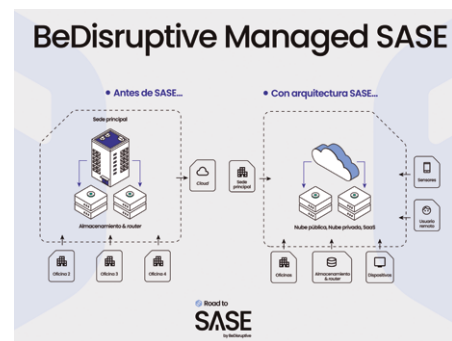 BeDisruptive Managed SASE
Antes de SASE...
Sede principal
Almacenamiento & router
Cloud
Oficina 2
Oficina 3
Oficina 4
Con arquitectura SASE...
Sede
principal
Nube pública, Nube privada, SaaS
Sensores
Usuario
remoto
Oficinas
Almacenamiento
& router
Dispositivos
Road to
SASE
by BeDisruptive